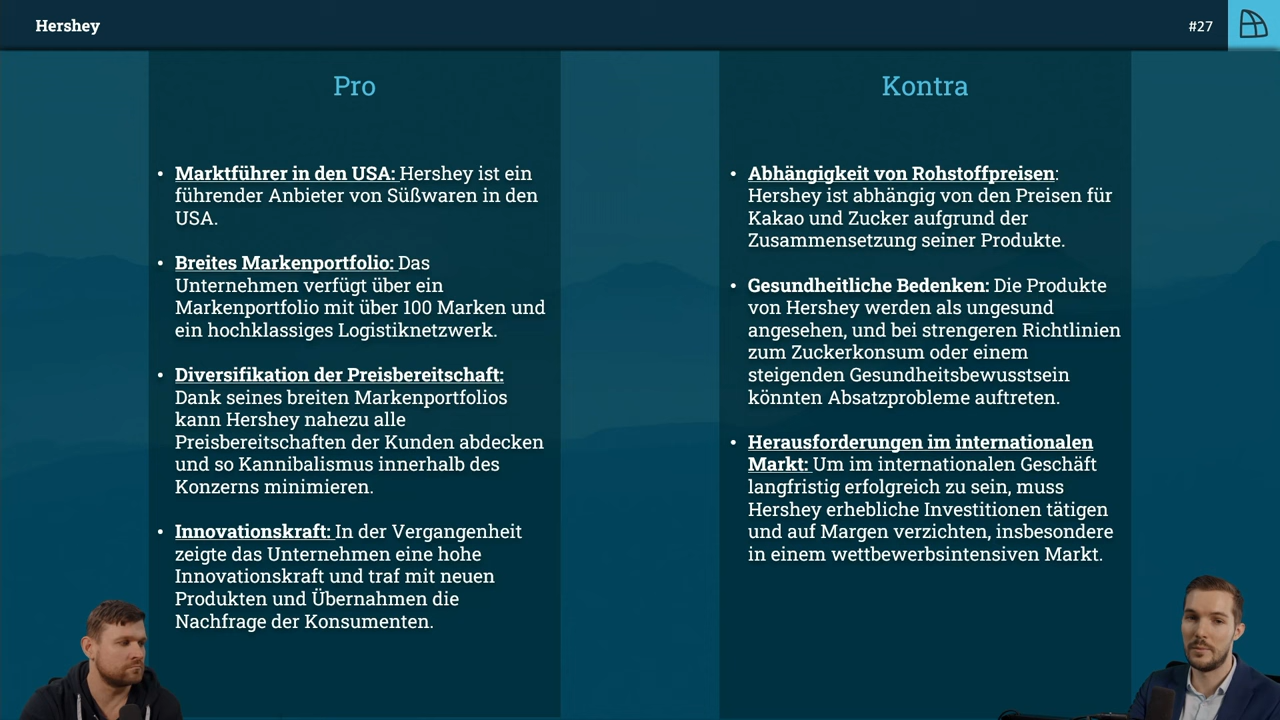 Hershey
#27
Pro
• Marktführer in den USA: Hershey ist ein
führender Anbieter von Süßwaren in den
USA.
• Breites Markenportfolio: Das
Unternehmen verfügt über ein
Markenportfolio mit über 100 Marken und
ein hochklassiges Logistiknetzwerk.
• Diversifikation der Preisbereitschaft:
Dank seines breiten Markenportfolios
kann Hershey nahezu alle
Preisbereitschaften der Kunden abdecken
und so Kannibalismus innerhalb des
Konzerns minimieren.
• Innovationskraft: In der Vergangenheit
zeigte das Unternehmen eine hohe
Innovationskraft und traf mit neuen
Produkten und Übernahmen die
Nachfrage der Konsumenten.
Kontra
• Abhängigkeit von Rohstoffpreisen:
Hershey ist abhängig von den Preisen für
Kakao und Zucker aufgrund der
Zusammensetzung seiner Produkte.
• Gesundheitliche Bedenken: Die Produkte
von Hershey werden als ungesund
angesehen, und bei strengeren Richtlinien
zum Zuckerkonsum oder einem
steigenden Gesundheitsbewusstsein
könnten Absatzprobleme auftreten.
• Herausforderungen im internationalen
Markt: Um im internationalen Geschäft
langfristig erfolgreich zu sein, muss
Hershey erhebliche Investitionen tätigen
und auf Margen verzichten, insbesondere
in einem wettbewerbsintensiven Markt.